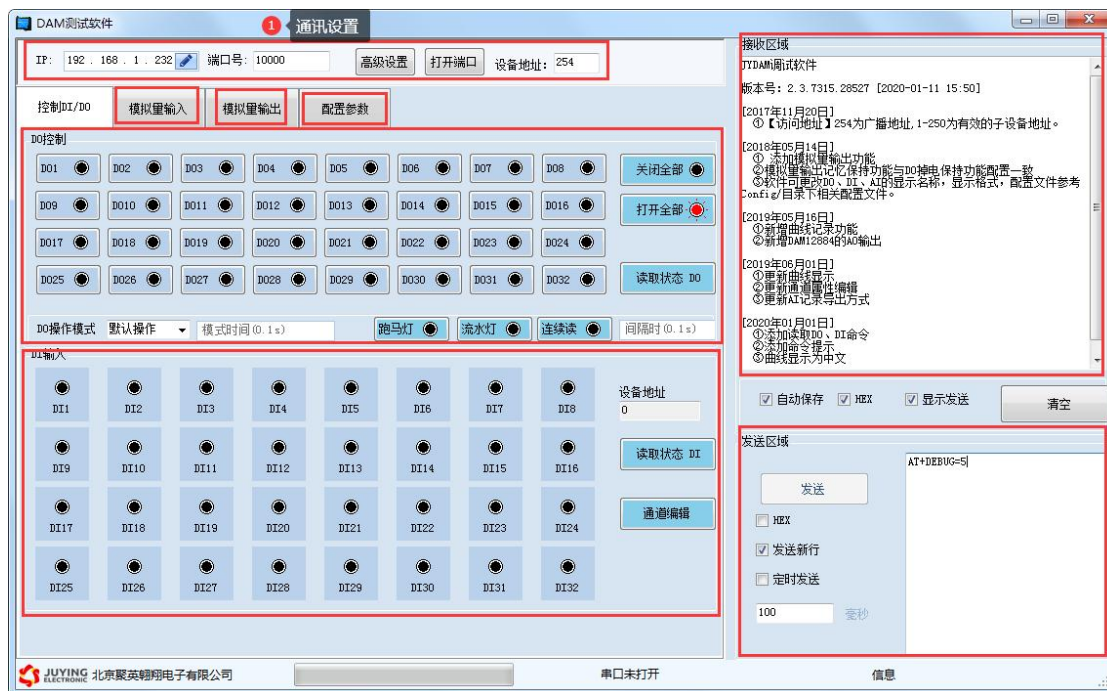 DAM测试软件
1 通讯设置
IP: 192 . 168 . 1 . 232 端口号: 10000 高级设置 打开端口 设备地址: 254
控制DI/DO 模拟量输入 模拟量输出 配置参数
DO控制
DO1 DO2 DO3 DO4 DO5 DO6 DO7 DO8 关闭全部
DO9 DO10 DO11 DO12 DO13 DO14 DO15 DO16 打开全部
DO17 DO18 DO19 DO20 DO21 DO22 DO23 DO24
DO25 DO26 DO27 DO28 DO29 DO30 DO31 DO32 读取状态 DO
DO操作模式 默认操作 模式时间(0.1s) 跑马灯 流水灯 连续读 间隔时(0.1s)
DI输入
DI1 DI2 DI3 DI4 DI5 DI6 DI7 DI8
设备地址
0
DI9 DI10 DI11 DI12 DI13 DI14 DI15 DI16
读取状态 DI
DI17 DI18 DI19 DI20 DI21 DI22 DI23 DI24
通道编辑
DI25 DI26 DI27 DI28 DI29 DI30 DI31 DI32
接收区域
JYDAM调试软件
版本号: 2.3.7315.28527 [2020-01-11 15:50]
[2017年11月20日]
①【访问地址】254为广播地址,1-250为有效的子设备地址。
[2018年05月14日]
① 添加模拟量输出功能
②模拟量输出记忆保持功能与DO掉电保持功能配置一致
③软件可更改DO、DI、AI的显示名称，显示格式，配置文件参考
Config/目录下相关配置文件。
[2019年05月16日]
①新增曲线记录功能
②新增DAM12884的AO输出
[2019年06月01日]
①更新曲线显示
②更新通道属性编辑
③更新AI记录导出方式
[2020年01月01日]
①添加读取DO、DI命令
②添加命令提示
③曲线显示为中文
自动保存 HEX 显示发送 清空
发送区域
AT+DEBUG=5
发送
HEX
发送新行
定时发送
100 毫秒
JUYING ELECTRONIC 北京聚英翱翔电子有限公司 串口未打开 信息